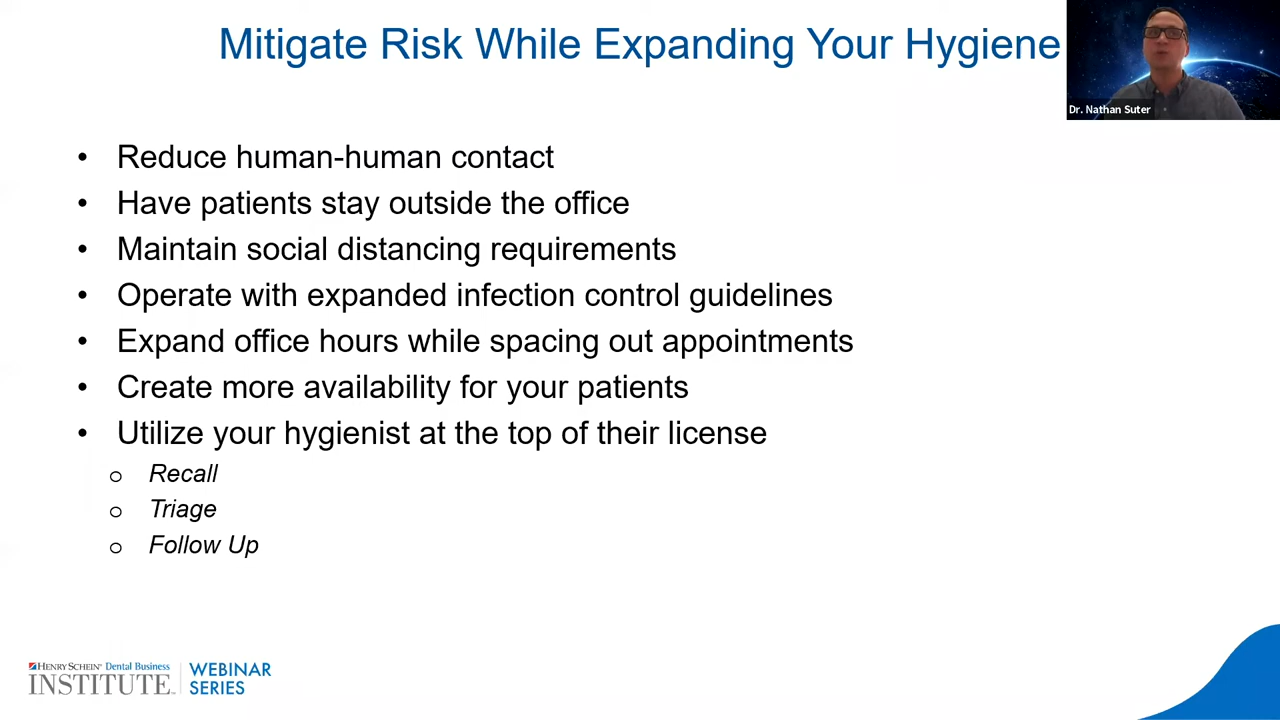 Mitigate Risk While Expanding Your Hygiene
Dr. Nathan Suter
• Reduce human-human contact
• Have patients stay outside the office
• Maintain social distancing requirements
• Operate with expanded infection control guidelines
• Expand office hours while spacing out appointments
• Create more availability for your patients
• Utilize your hygienist at the top of their license
o Recall
o Triage
o Follow Up
HENRY SCHEIN® Dental Business
INSTITUTE™
WEBINAR
SERIES